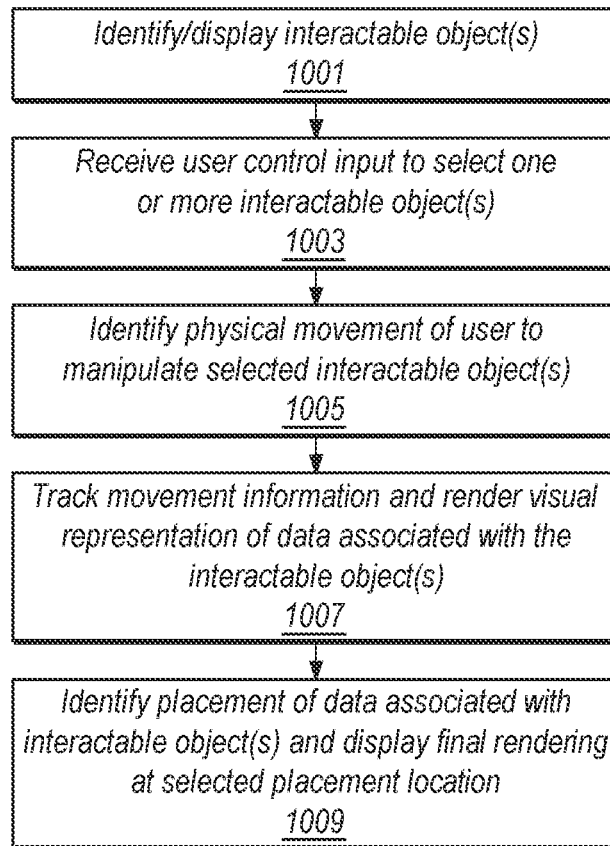 Identify/display interactable object(s)
1001
Receive user control input to select one
or more interactable object(s)
1003
Identify physical movement of user to
manipulate selected interactable object(s)
1005
Track movement information and render visual
representation of data associated with the
interactable object(s)
1007
Identify placement of data associated with
interactable object(s) and display final rendering
at selected placement location
1009